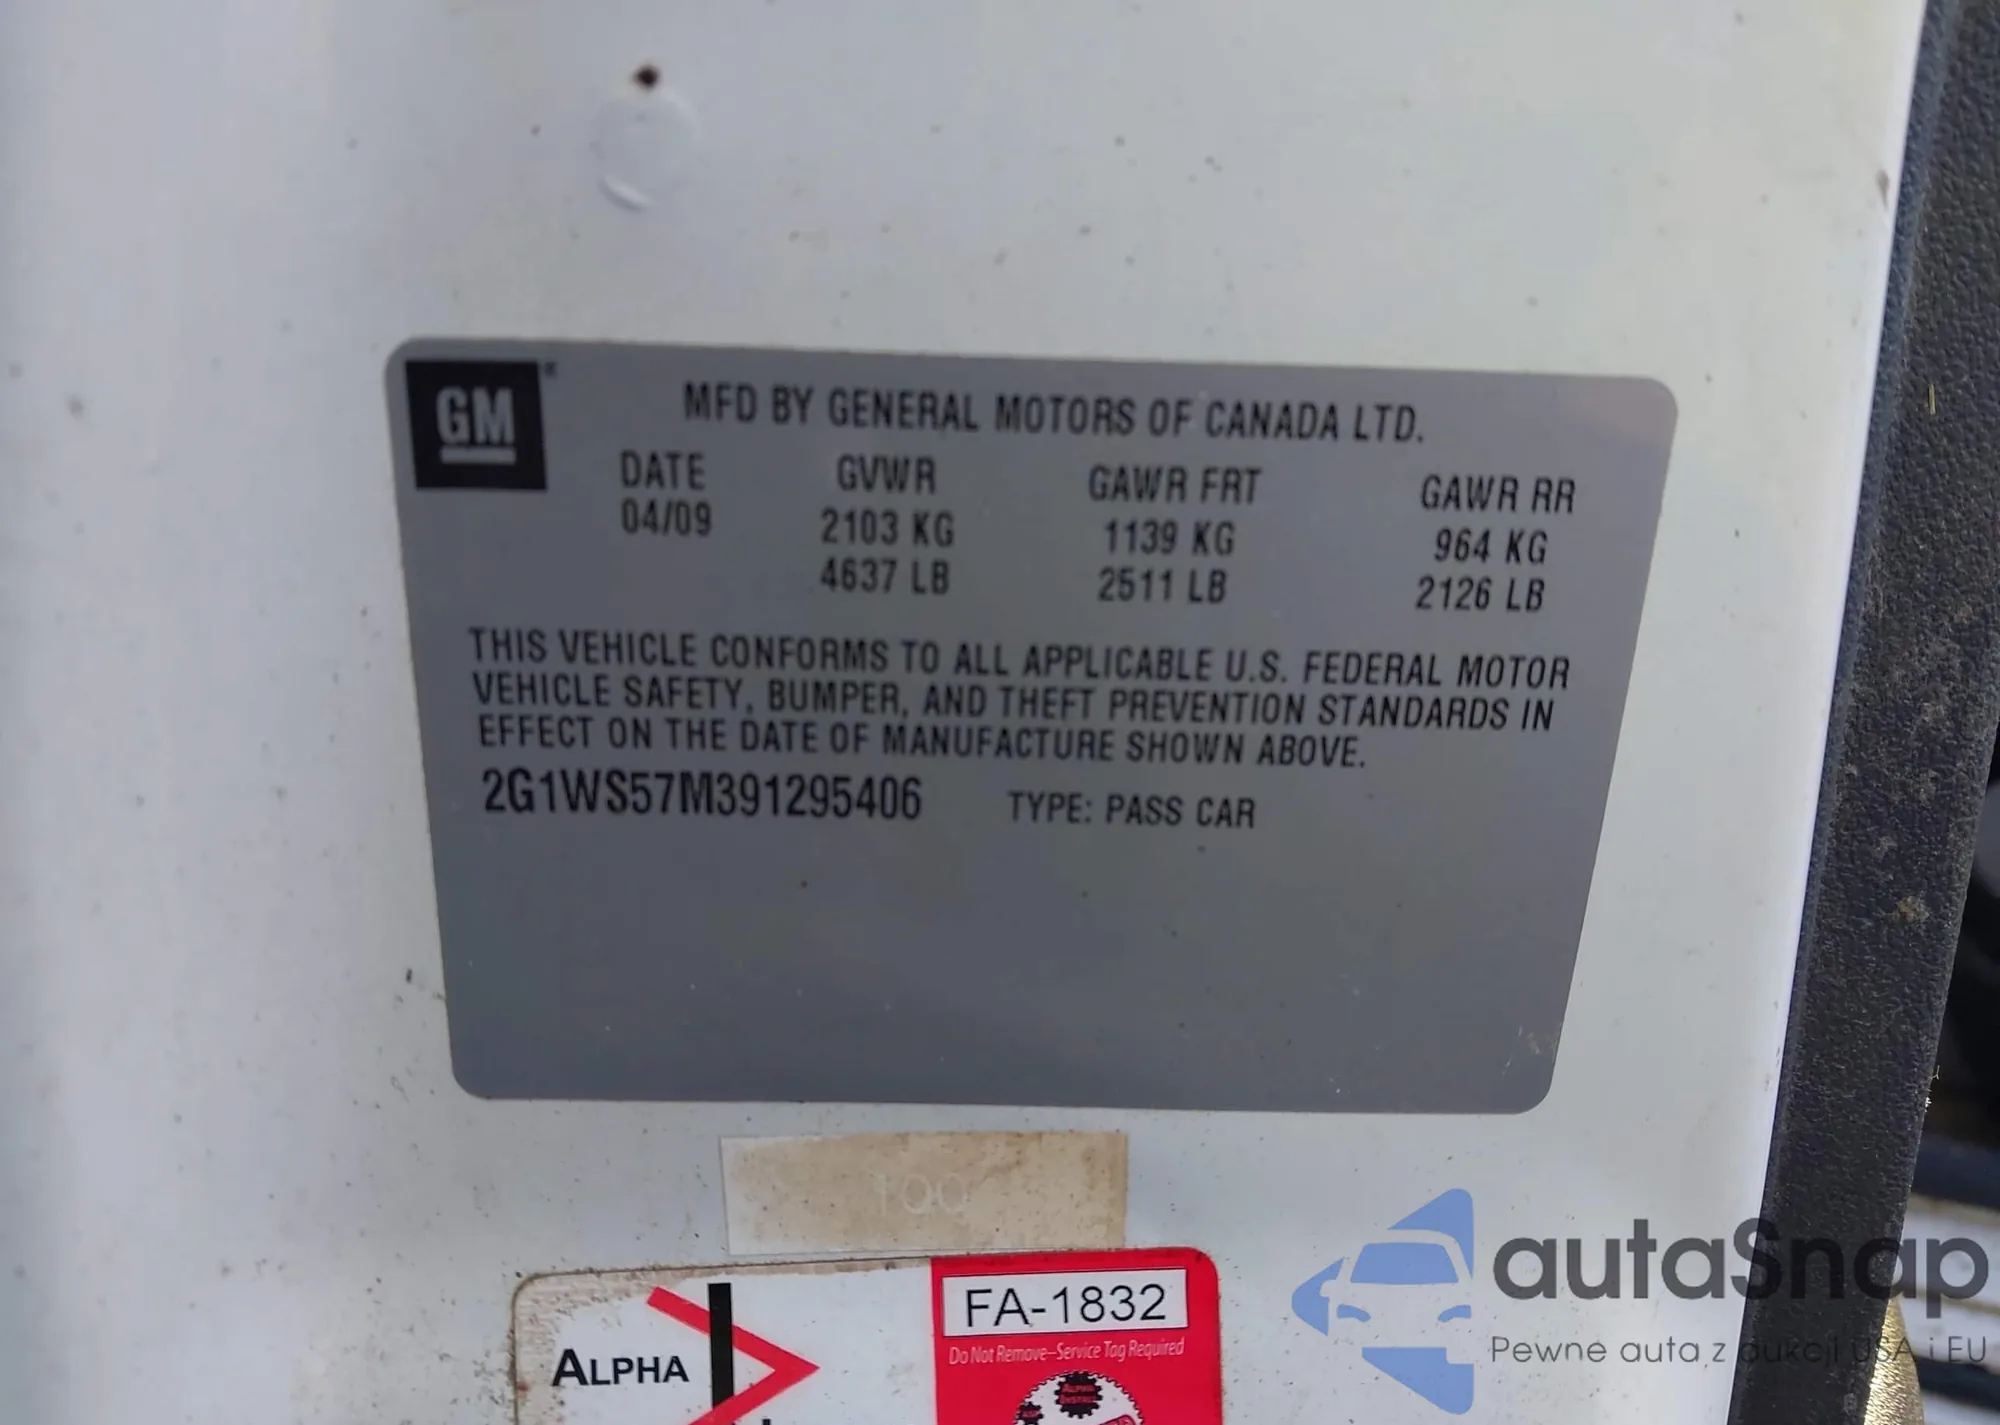 GM
MFD BY GENERAL MOTORS OF CANADA LTD.
DATE GVWR GAWR FRT GAWR RR
04/09 2103 KG 1139 KG 964 KG
4637 LB 2511 LB 2126 LB
THIS VEHICLE CONFORMS TO ALL APPLICABLE U.S. FEDERAL MOTOR
VEHICLE SAFETY, BUMPER, AND THEFT PREVENTION STANDARDS IN
EFFECT ON THE DATE OF MANUFACTURE SHOWN ABOVE.
2G1WS57M391295406 TYPE: PASS CAR
100
FA-1832
Do Not Remove-Service Tag Required
ALPHA
autaSnap
Pewne auta z aukcji USA i EU